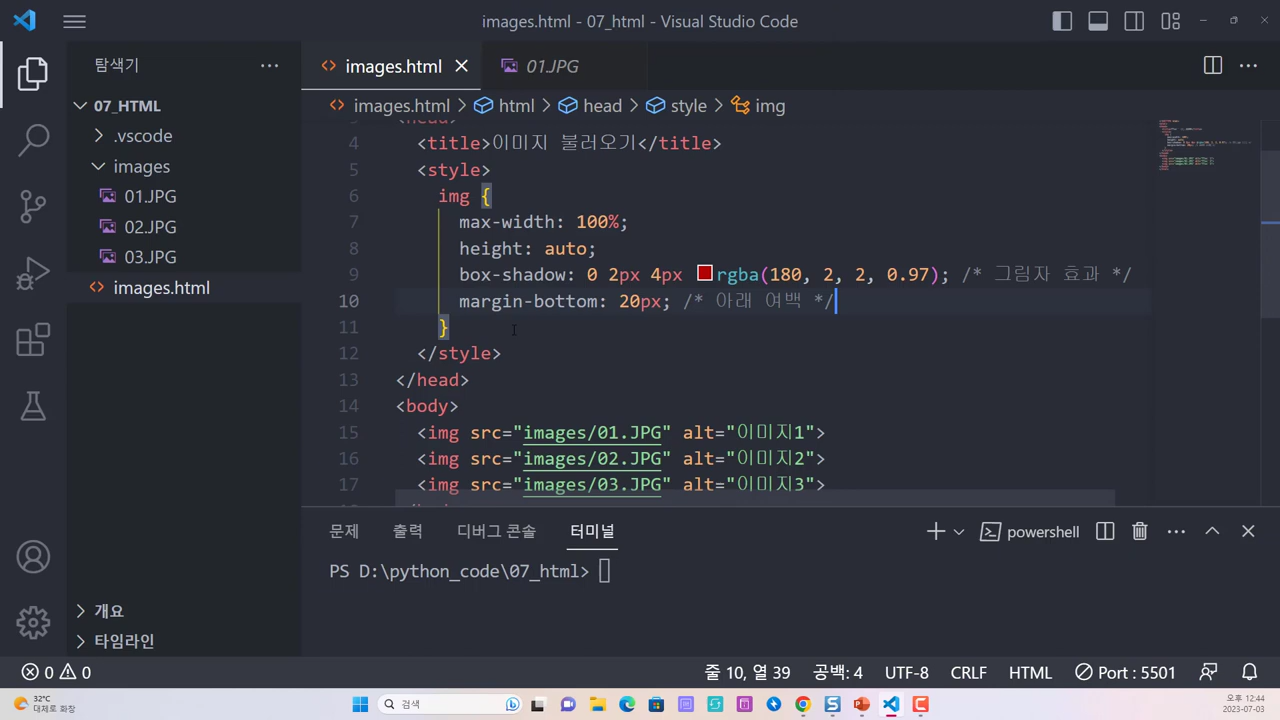 images.html - 07_html - Visual Studio Code
탐색기
images.html
01.JPG
07_HTML
images.html > html > head > style > img
.vscode
images
01.JPG
02.JPG
03.JPG
images.html
<head>
4 <title>이미지 불러오기</title>
5 <style>
6 img {
7 max-width: 100%;
8 height: auto;
9 box-shadow: 0 2px 4px rgba(180, 2, 2, 0.97); /* 그림자 효과 */
10 margin-bottom: 20px; /* 아래 여백 */
11 }
12 </style>
13 </head>
14 <body>
15 <img src="images/01.JPG" alt="이미지1">
16 <img src="images/02.JPG" alt="이미지2">
17 <img src="images/03.JPG" alt="이미지3">
문제 출력 디버그 콘솔 터미널
powershell
PS D:\python_code\07_html>
개요
타임라인
0 0
줄 10, 열 39
공백: 4
UTF-8
CRLF
HTML
Port : 5501
32°C
대체로 화창
검색
오후 12:44
2023-07-03